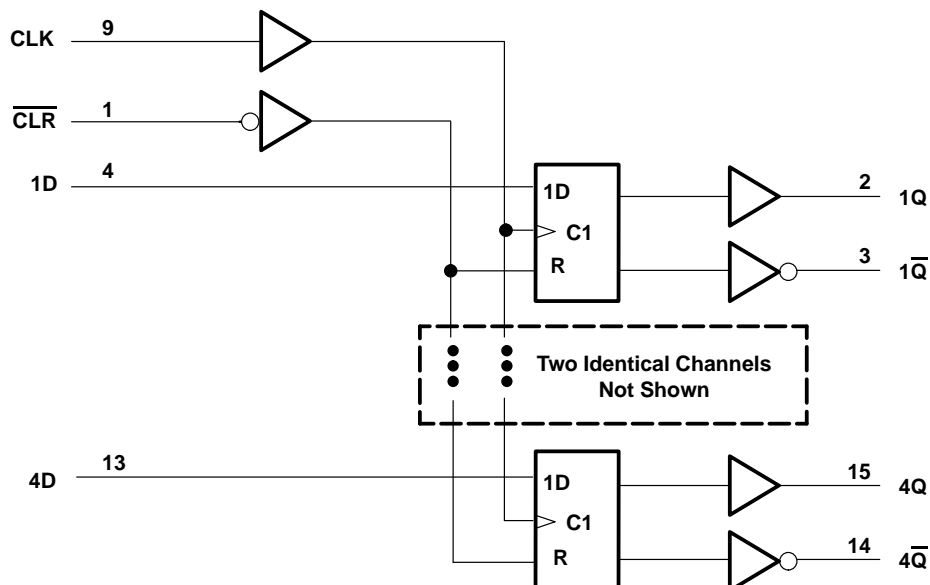 CLK 9
C̅L̅R̅ 1
1D 4
1D
C1
R
2 1Q
3 1Q̅
Two Identical Channels
Not Shown
4D 13
1D
C1
R
15 4Q
14 4Q̅